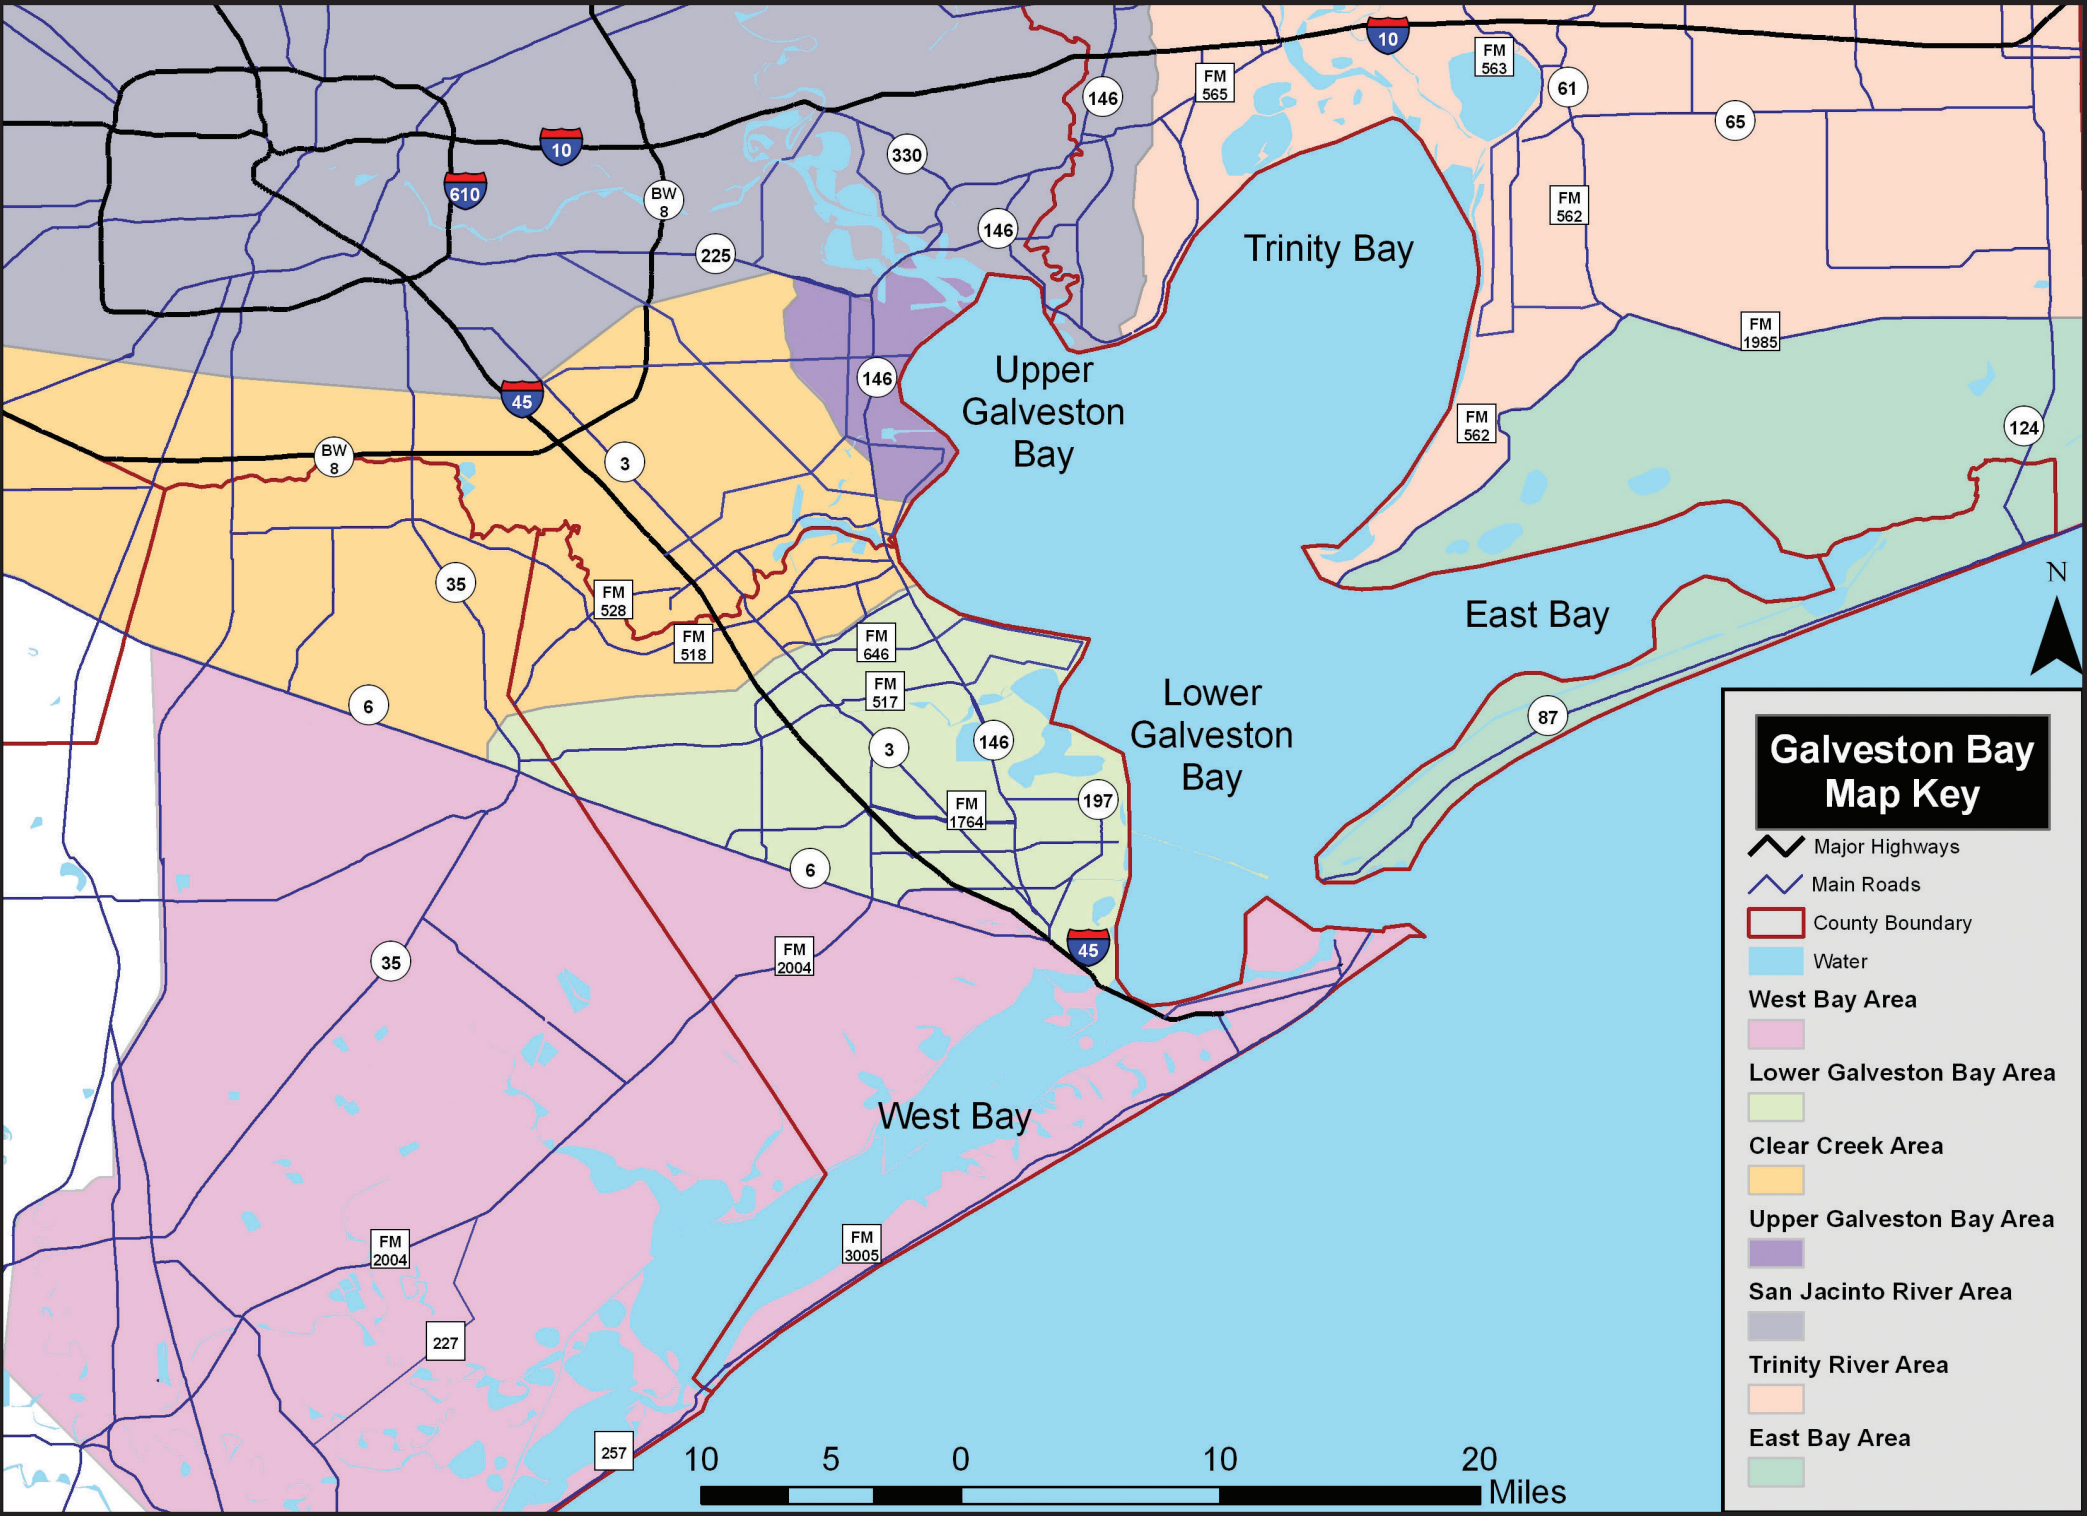 10
FM
563
FM
565
61
146
65
10
330
610
BW
8
FM
562
146
225
Trinity Bay
FM
1985
Upper
Galveston
Bay
146
45
FM
562
124
BW
8
3
N
35
FM
528
East Bay
FM
518
FM
646
FM
517
Lower
Galveston
Bay
6
87
3
146
197
FM
1764
6
35
FM
2004
45
West Bay
FM
2004
FM
3005
227
257
10 5 0 10 20
Miles
Galveston Bay
Map Key
Major Highways
Main Roads
County Boundary
Water
West Bay Area
Lower Galveston Bay Area
Clear Creek Area
Upper Galveston Bay Area
San Jacinto River Area
Trinity River Area
East Bay Area